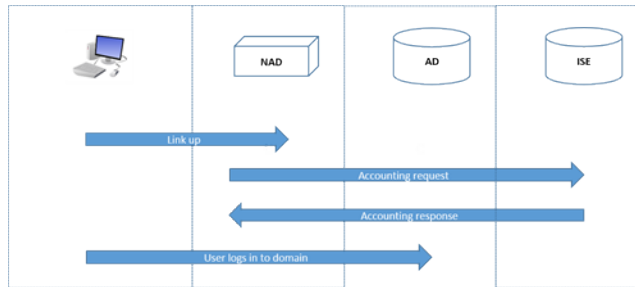 NAD
AD
ISE
Link up
Accounting request
Accounting response
User logs in to domain